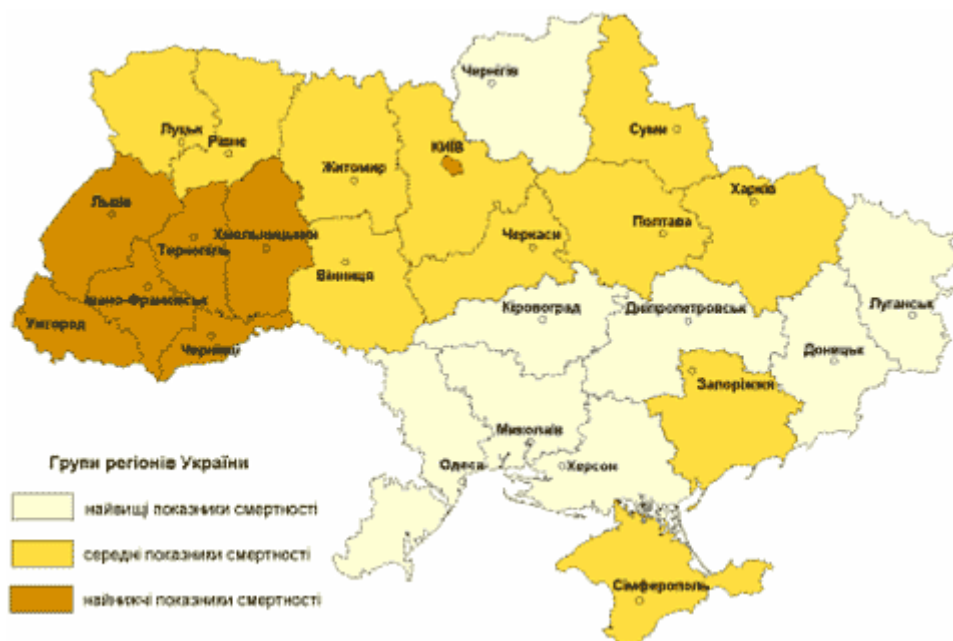 Чернігів
Луцьк
Рівне
Суми
КИЇВ
Житомир
Харків
Львів
Полтава
Хмельницький
Черкаси
Тернопіль
Вінниця
Івано-Франківськ
Кіровоград
Дніпропетровськ
Луганськ
Ужгород
Чернівці
Доницьк
Запоріжжя
Миколаїв
Групи регіонів України
Одеса
Херсон
найвищі показники смертності
середні показники смертності
найнижчі показники смертності
Сімферополь